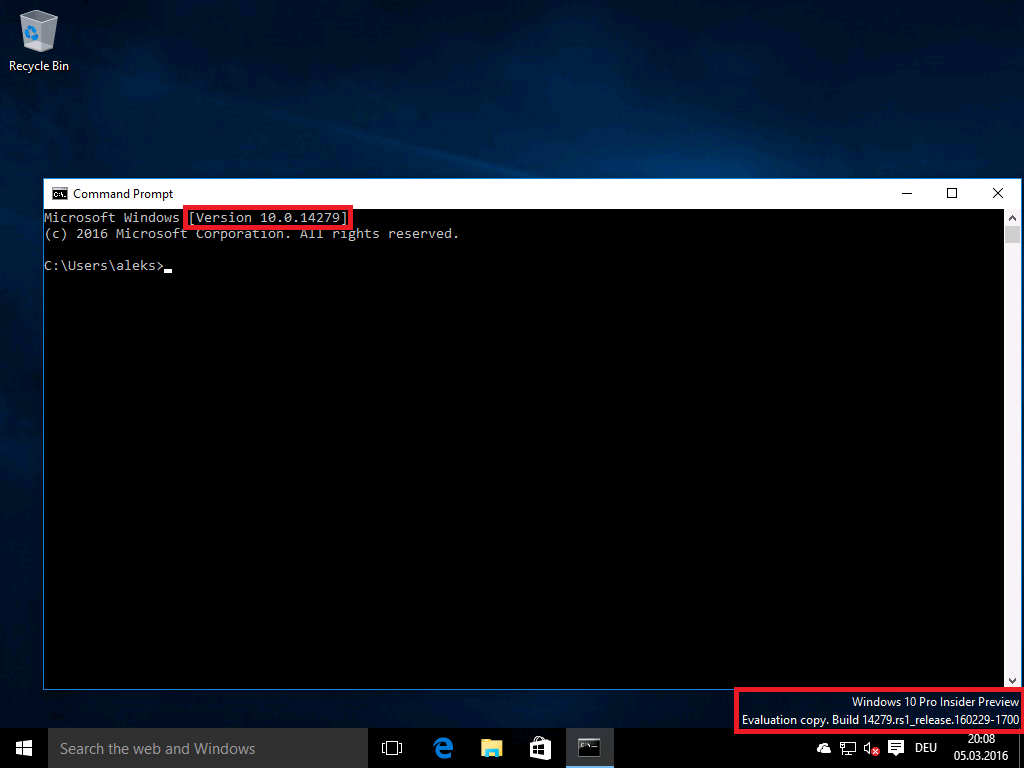 Recycle Bin
Command Prompt
Microsoft Windows [Version 10.0.14279]
(c) 2016 Microsoft Corporation. All rights reserved.
C:\Users\aleks>
Windows 10 Pro Insider Preview
Evaluation copy. Build 14279.rs1_release.160229-1700
Search the web and Windows
DEU
20:08
05.03.2016